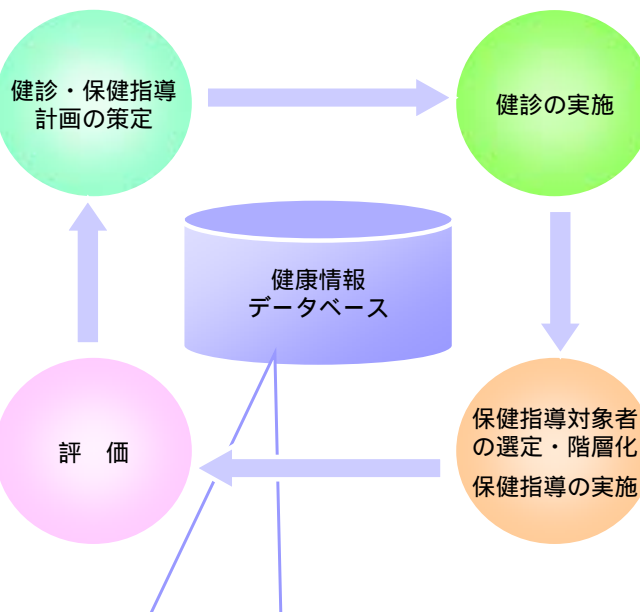 健診・保健指導
計画の策定
健診の実施
健康情報
データベース
評　価
保健指導対象者
の選定・階層化
保健指導の実施